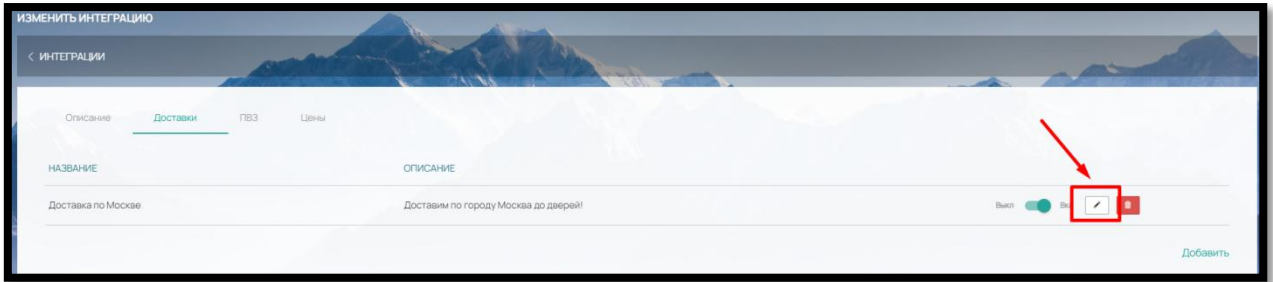 ИЗМЕНИТЬ ИНТЕГРАЦИЮ
< ИНТЕГРАЦИИ
Описание Доставки ПВЗ Цены
НАЗВАНИЕ ОПИСАНИЕ
Доставка по Москве Доставим по городу Москва до дверей! Выкл
Добавить